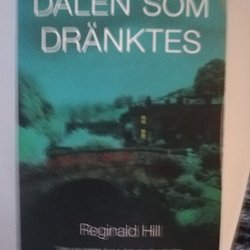 DALEN SOM
DRÄNKTES
Reginald Hill